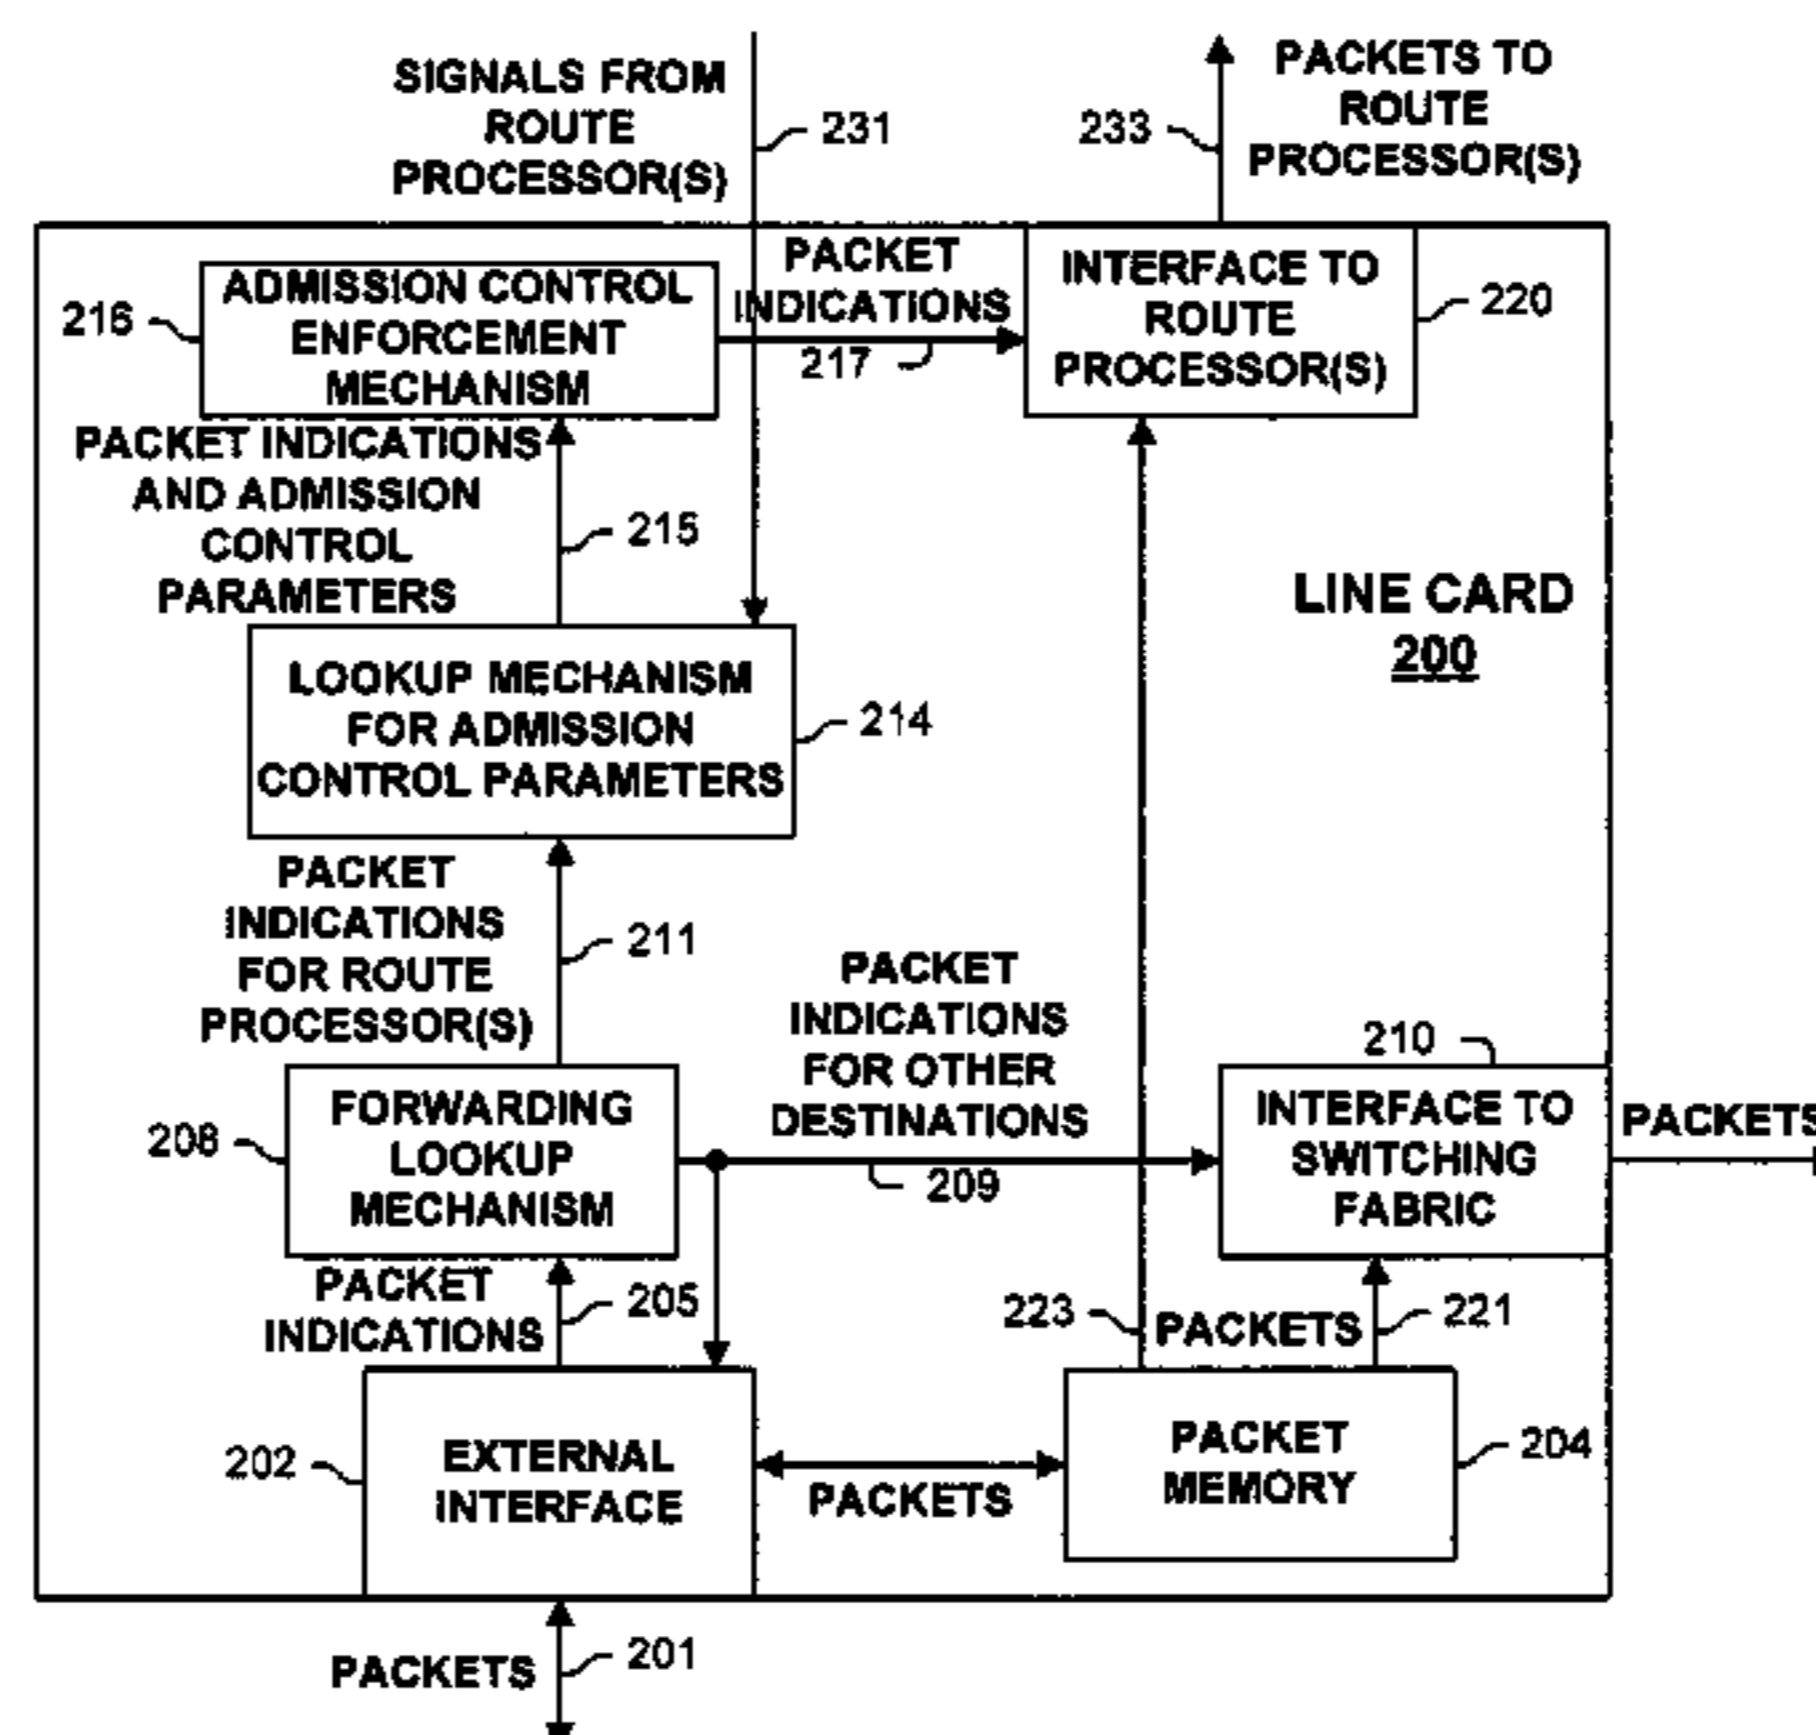 SIGNALS FROM
ROUTE
PROCESSOR(S)
231
233
PACKETS TO
ROUTE
PROCESSOR(S)
216
ADMISSION CONTROL
ENFORCEMENT
MECHANISM
PACKET
INDICATIONS
217
INTERFACE TO
ROUTE
PROCESSOR(S)
220
PACKET INDICATIONS
AND ADMISSION
CONTROL
PARAMETERS
215
LINE CARD
200
LOOKUP MECHANISM
FOR ADMISSION
CONTROL PARAMETERS
214
PACKET
INDICATIONS
FOR ROUTE
PROCESSOR(S)
211
PACKET
INDICATIONS
FOR OTHER
DESTINATIONS
209
208
FORWARDING
LOOKUP
MECHANISM
210
INTERFACE TO
SWITCHING
FABRIC
PACKETS
PACKET
INDICATIONS
205
223
PACKETS
221
202
EXTERNAL
INTERFACE
PACKETS
PACKET
MEMORY
204
PACKETS
201